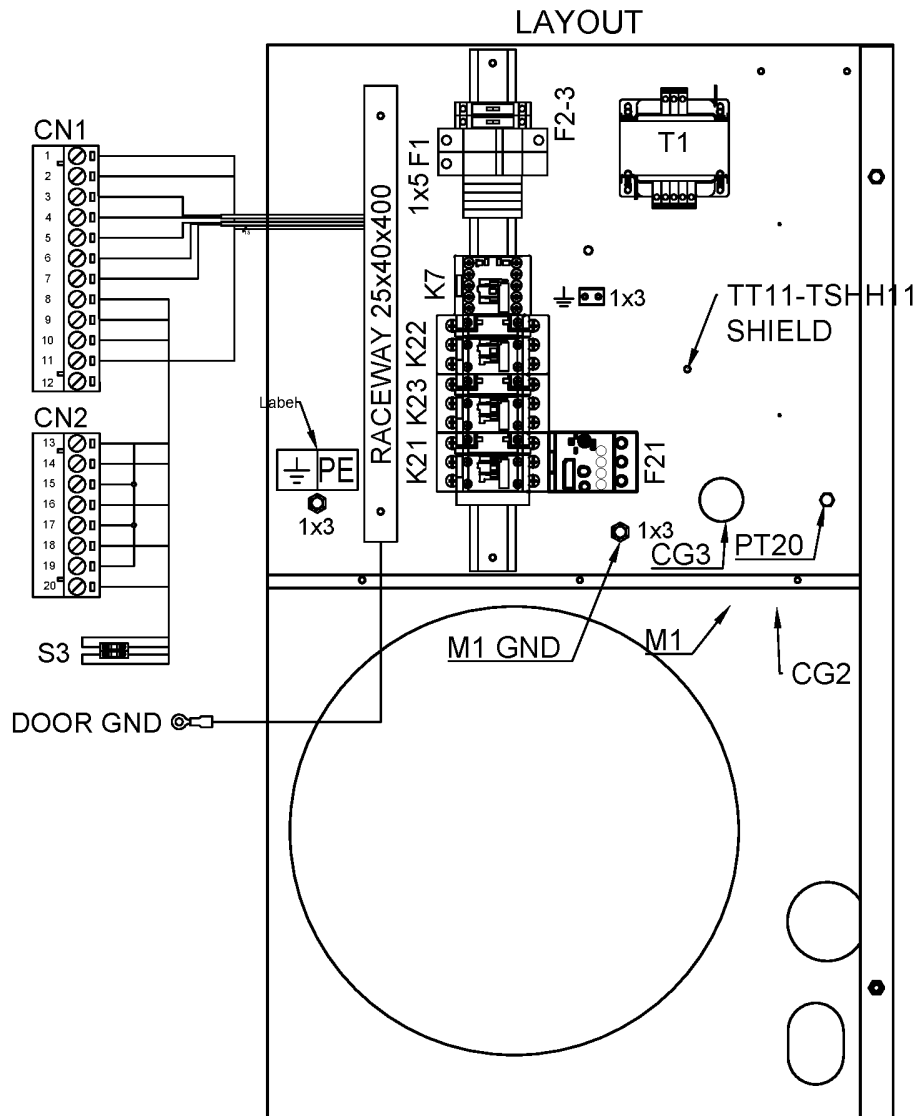 LAYOUT
CN1
1
2
3
4
5
6
7
8
9
10
11
12
CN2
13
14
15
16
17
18
19
20
S3
DOOR GND
Label
PE
1x3
RACEWAY 25x40x400
1x5 F1
F2-3
T1
K7
K22
K23
K21
1x3
TT11-TSHH11
SHIELD
F21
1x3
CG3
PT20
M1 GND
M1
CG2